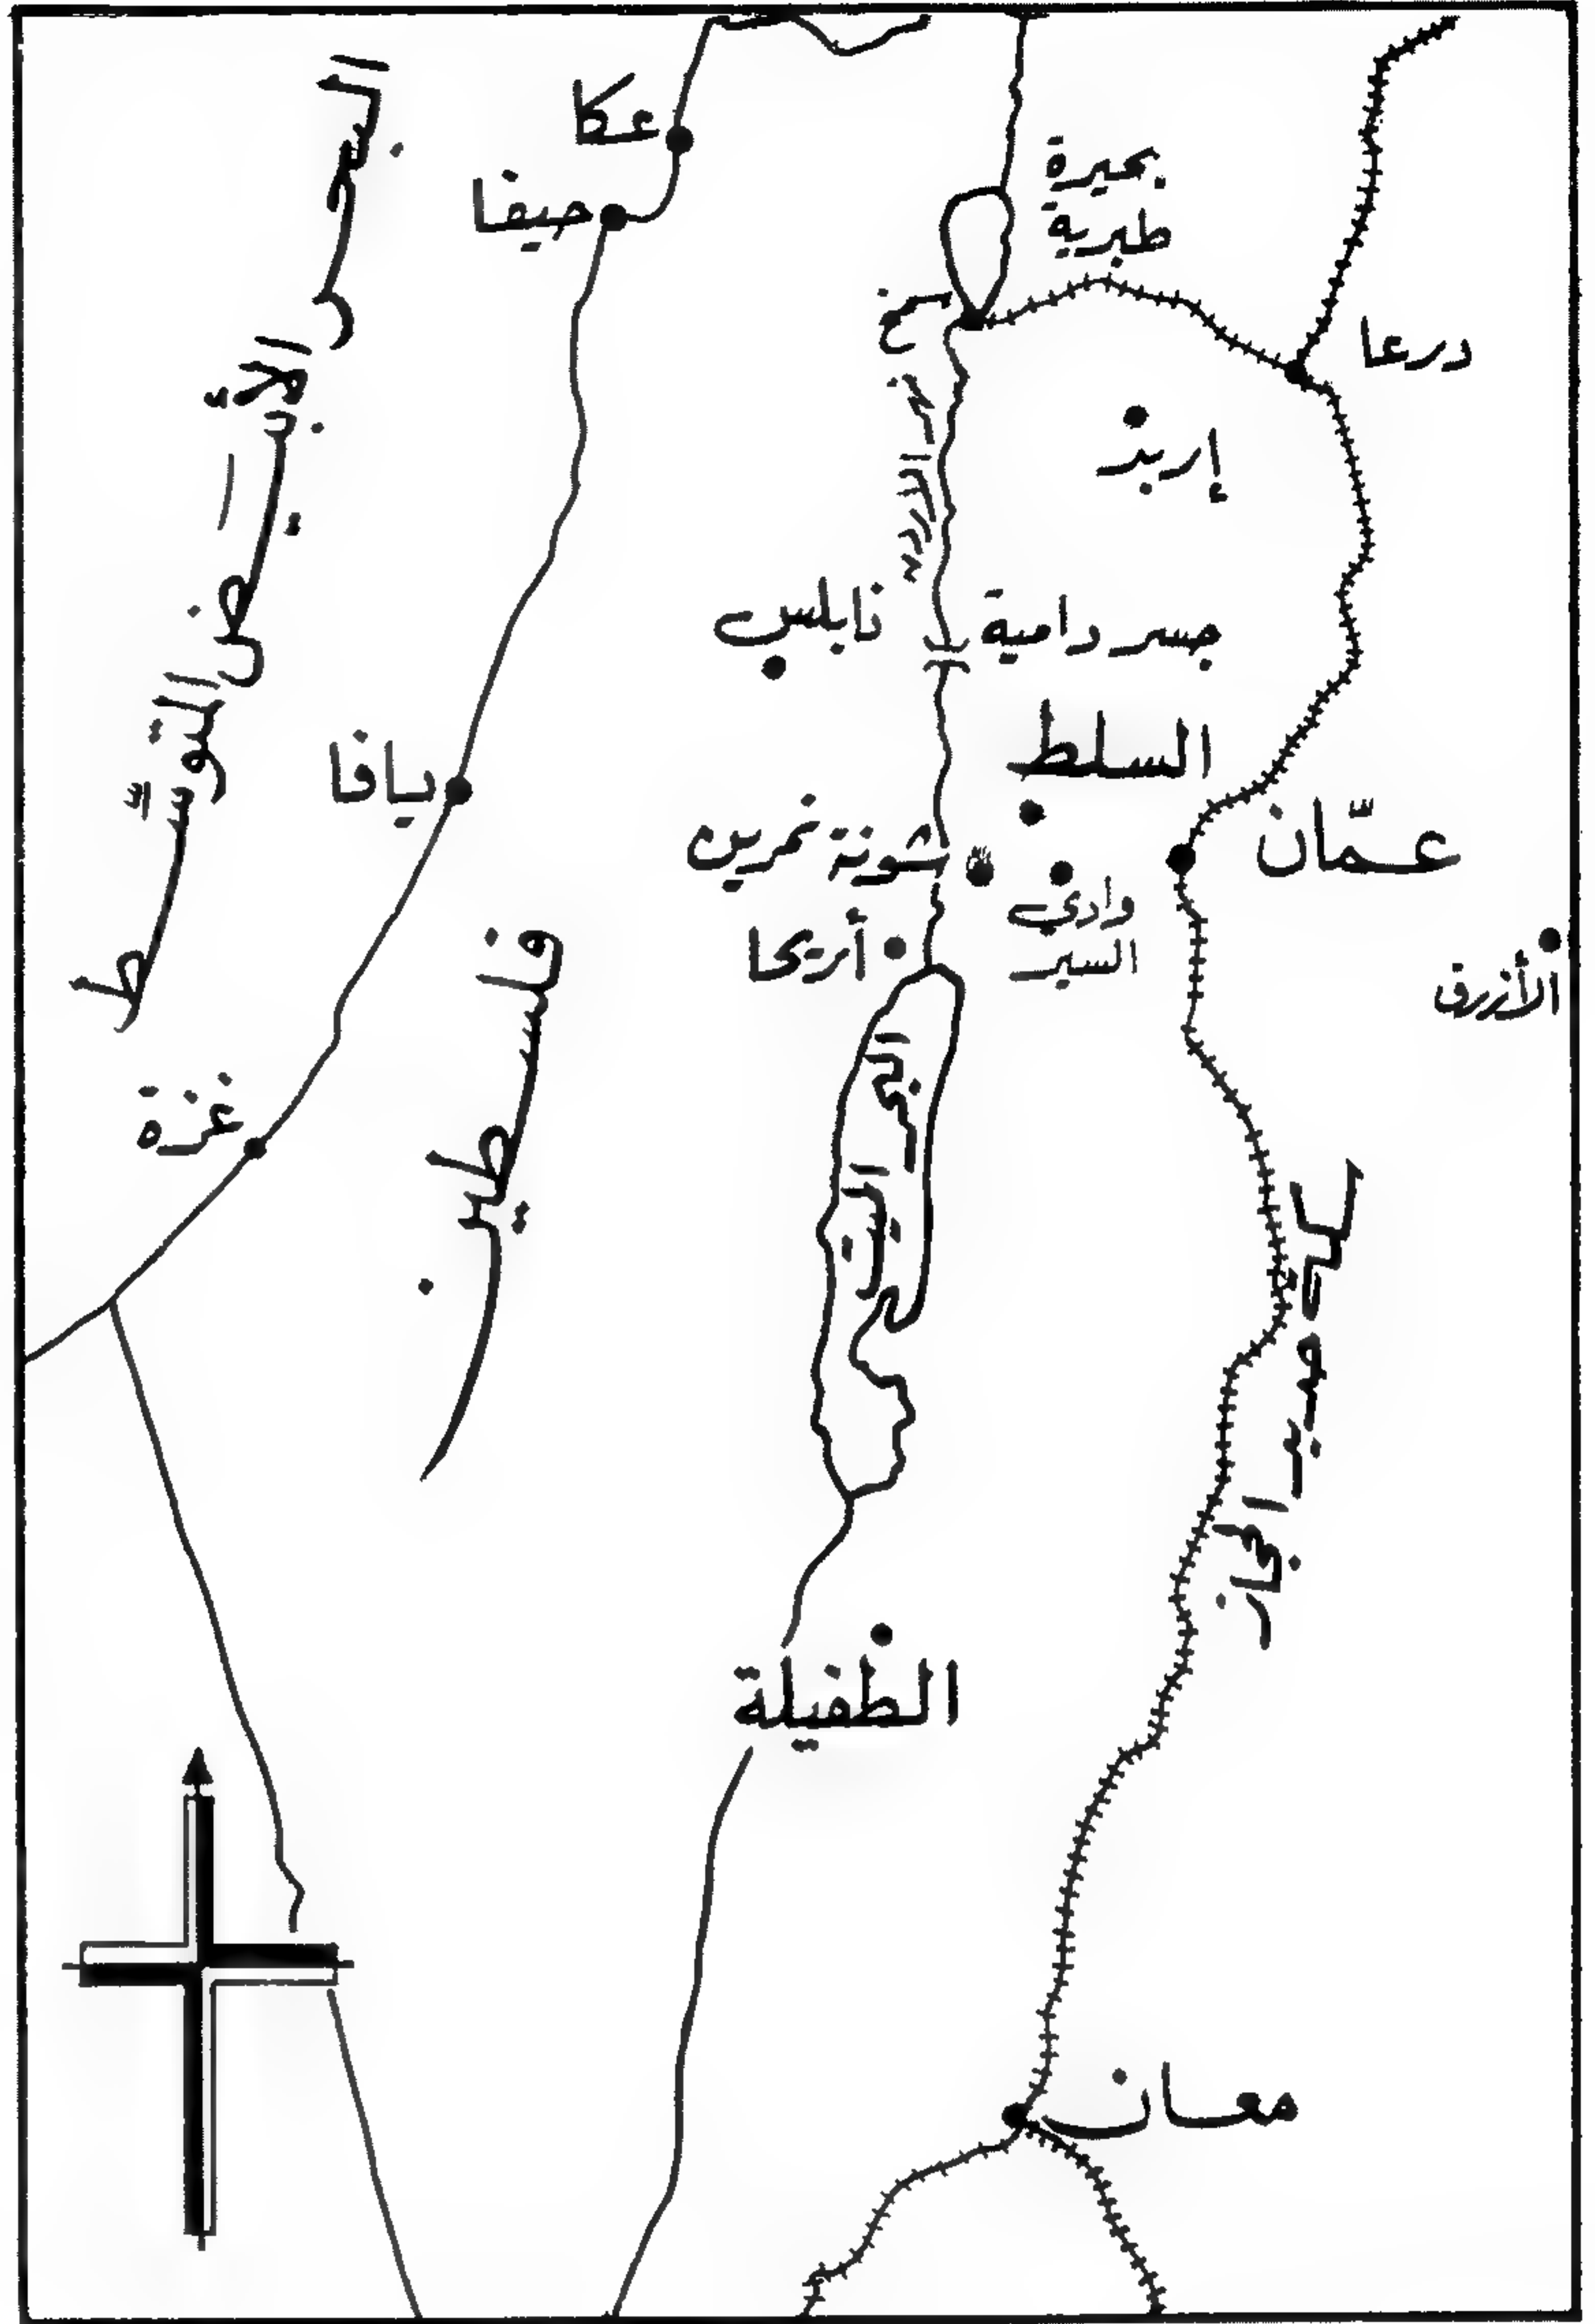 البحر الأبيض المتوسط
عكا
حيفا
بحيرة
طبرية
سمخ
درعا
إربد
نهر الأردن
نابلس
جسر دامية
السلط
يافا
عمّان
شونة نمرين
وادي
السير
أريحا
الأزرق
فلسطين
غزة
البحر الميت
سكة حديد الحجاز
الطفيلة
معان